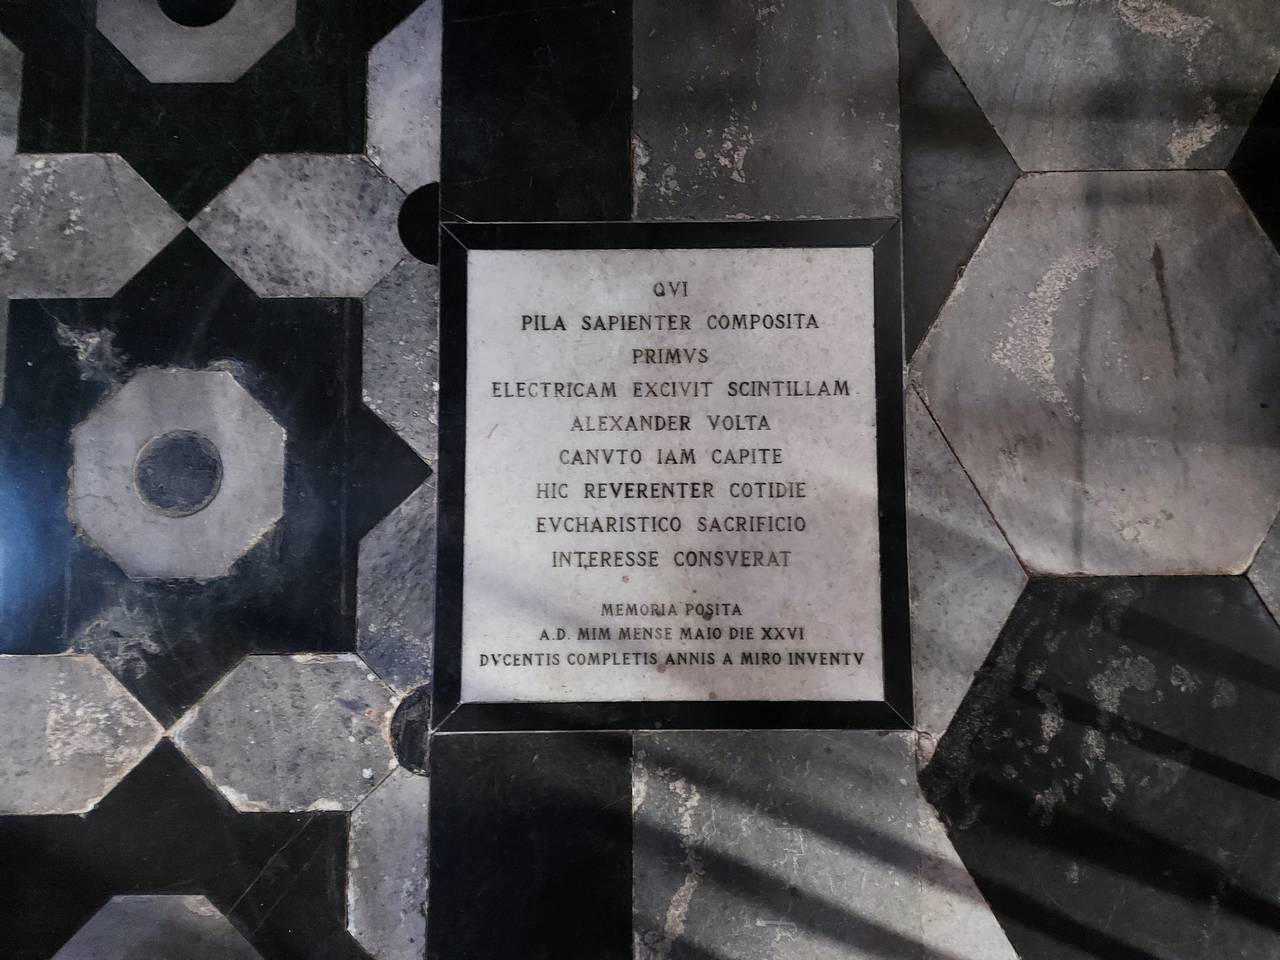 QVI
PILA SAPIENTER COMPOSITA
PRIMVS
ELECTRICAM EXCIVIT SCINTILLAM
ALEXANDER VOLTA
CANVTO IAM CAPITE
HIC REVERENTER COTIDIE
EVCHARISTICO SACRIFICIO
INTERESSE CONSVERAT
MEMORIA POSITA
A.D. MIM MENSE MAIO DIE XXVI
DVCENTIS COMPLETIS ANNIS A MIRO INVENTV